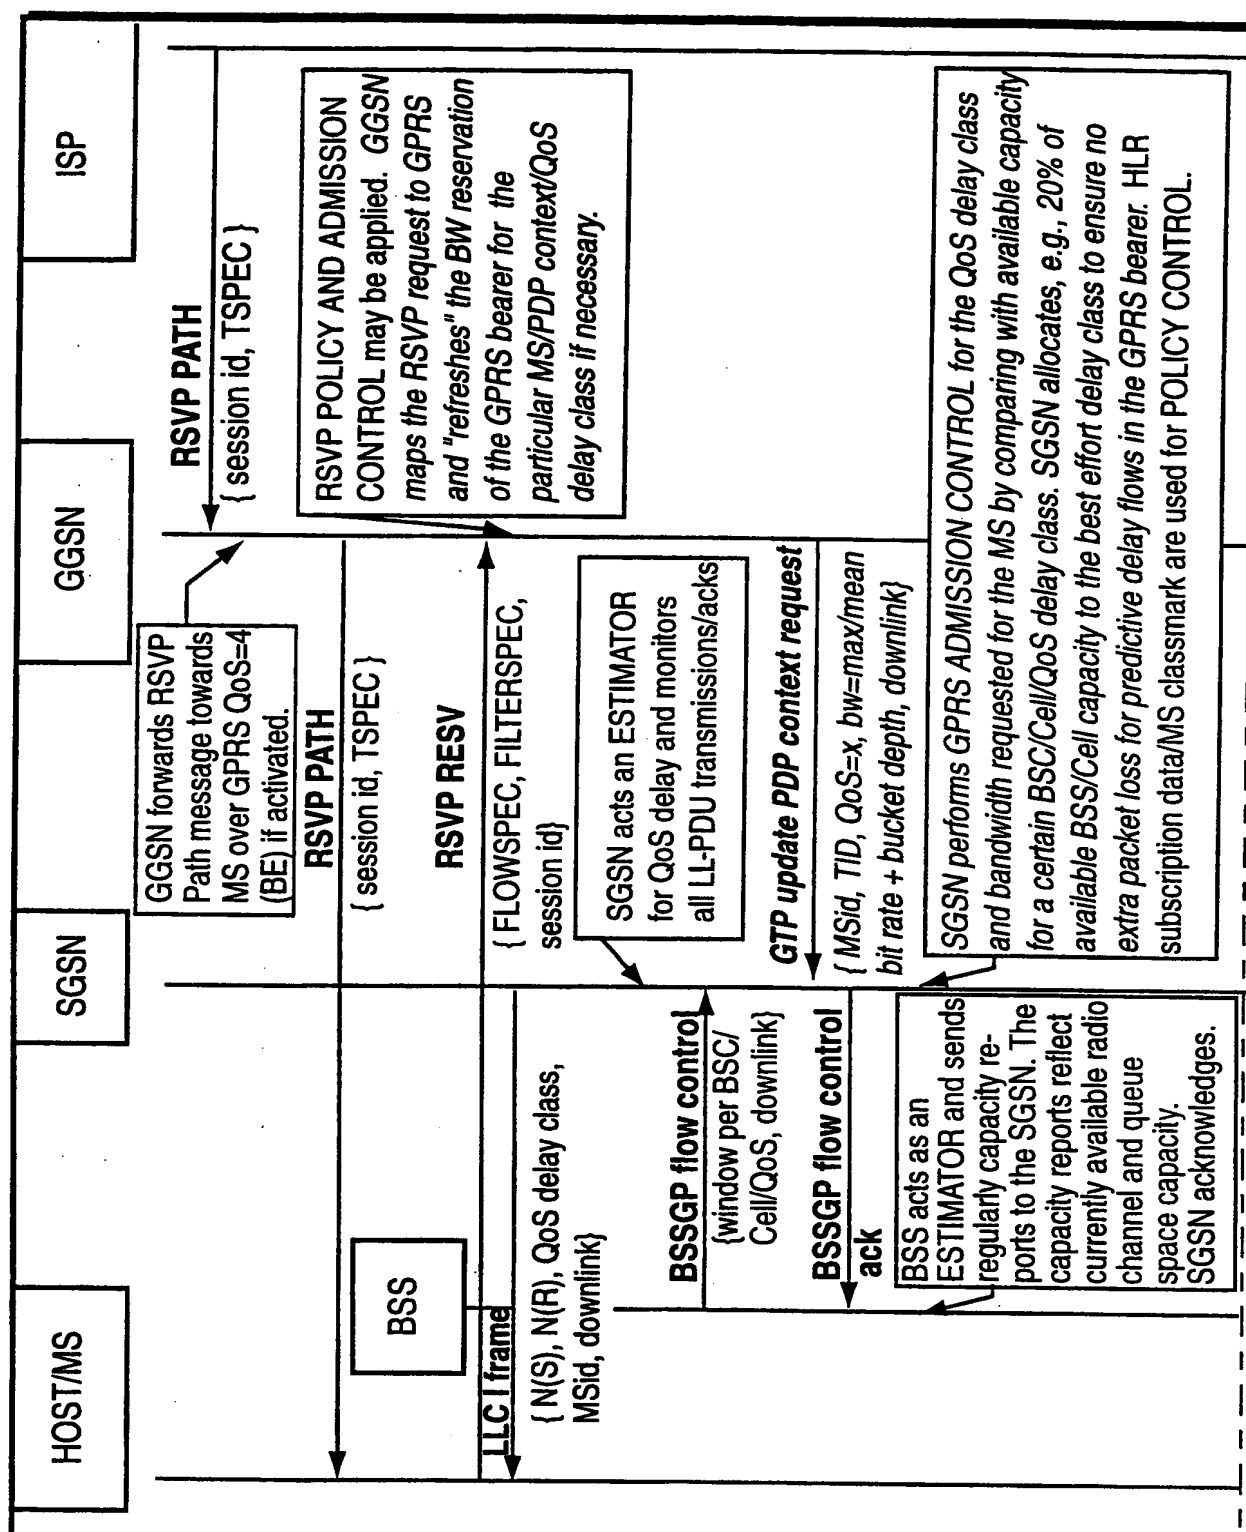 HOST/MS
SGSN
GGSN
ISP
BSS
RSVP PATH
{ session id, TSPEC }
GGSN forwards RSVP
Path message towards
MS over GPRS QoS=4
(BE) if activated.
RSVP PATH
{ session id, TSPEC }
RSVP POLICY AND ADMISSION
CONTROL may be applied. GGSN
maps the RSVP request to GPRS
and "refreshes" the BW reservation
of the GPRS bearer for the
particular MS/PDP context/QoS
delay class if necessary.
RSVP RESV
{ FLOWSPEC, FILTERSPEC,
session id}
LLC I frame
{ N(S), N(R), QoS delay class,
MSid, downlink}
SGSN acts an ESTIMATOR
for QoS delay and monitors
all LL-PDU transmissions/acks
BSSGP flow control
{window per BSC/
Cell/QoS, downlink}
GTP update PDP context request
{ MSid, TID, QoS=x, bw=max/mean
bit rate + bucket depth, downlink}
BSSGP flow control
ack
BSS acts as an
ESTIMATOR and sends
regularly capacity re-
ports to the SGSN. The
capacity reports reflect
currently available radio
channel and queue
space capacity.
SGSN acknowledges.
SGSN performs GPRS ADMISSION CONTROL for the QoS delay class
and bandwidth requested for the MS by comparing with available capacity
for a certain BSC/Cell/QoS delay class. SGSN allocates, e.g., 20% of
available BSS/Cell capacity to the best effort delay class to ensure no
extra packet loss for predictive delay flows in the GPRS bearer. HLR
subscription data/MS classmark are used for POLICY CONTROL.